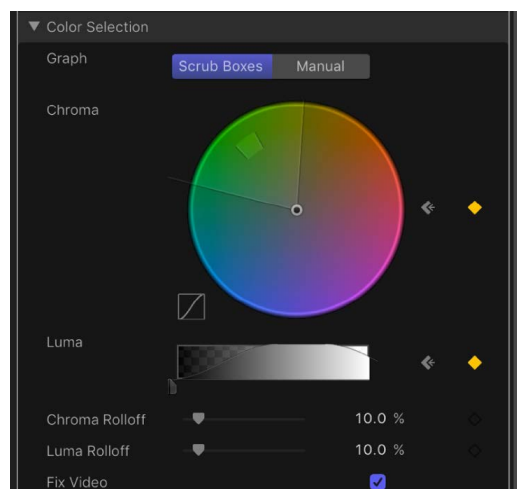 Color Selection
Graph
Scrub Boxes
Manual
Chroma
Luma
Chroma Rolloff
10.0 %
Luma Rolloff
10.0 %
Fix Video